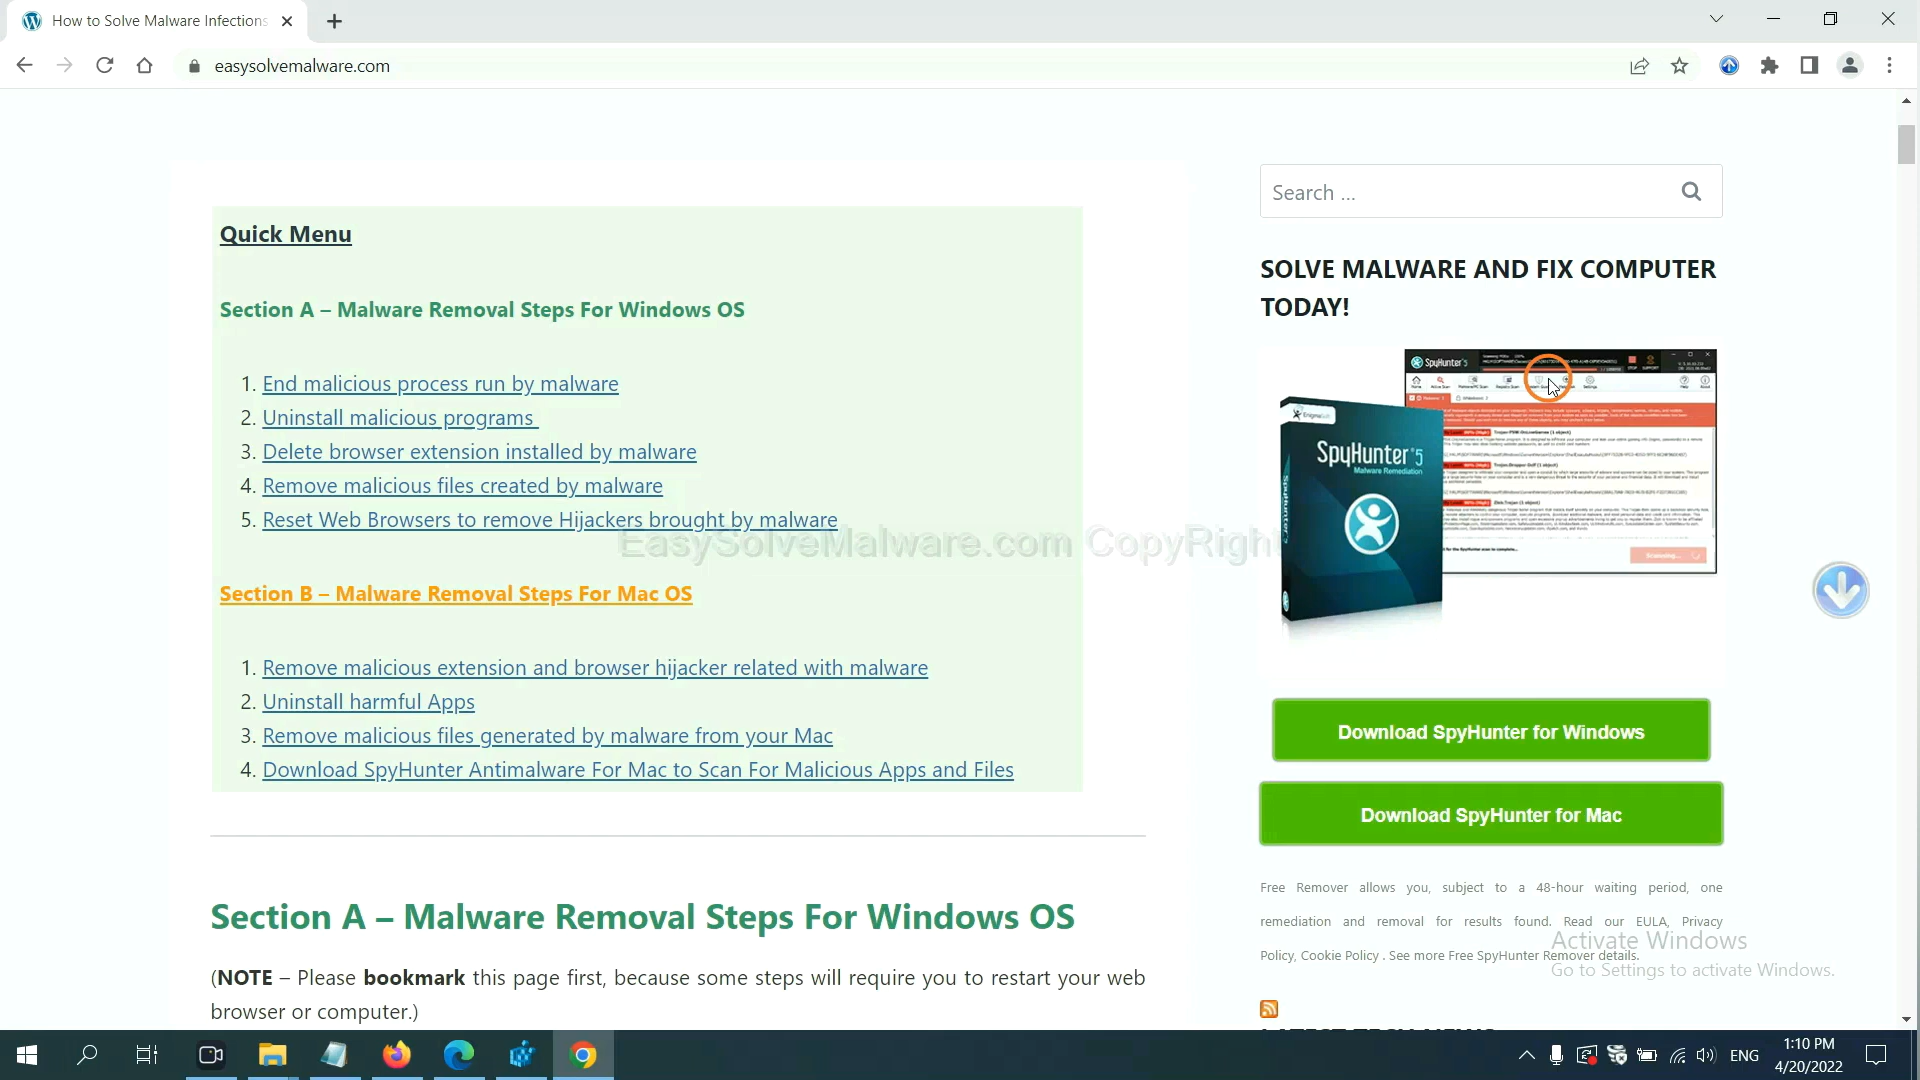 How to Solve Malware Infections
easysolvemalware.com
Search ...
Quick Menu
Section A – Malware Removal Steps For Windows OS
1. End malicious process run by malware
2. Uninstall malicious programs
3. Delete browser extension installed by malware
4. Remove malicious files created by malware
5. Reset Web Browsers to remove Hijackers brought by malware
EasySolveMalware.com CopyRigh
Section B – Malware Removal Steps For Mac OS
1. Remove malicious extension and browser hijacker related with malware
2. Uninstall harmful Apps
3. Remove malicious files generated by malware from your Mac
4. Download SpyHunter Antimalware For Mac to Scan For Malicious Apps and Files
Section A – Malware Removal Steps For Windows OS
(NOTE – Please bookmark this page first, because some steps will require you to restart your web
browser or computer.)
SOLVE MALWARE AND FIX COMPUTER
TODAY!
SpyHunter 5
EnigmaSoft
SpyHunter 5
Malware Remediation
Download SpyHunter for Windows
Download SpyHunter for Mac
Free Remover allows you, subject to a 48-hour waiting period, one
remediation and removal for results found. Read our EULA, Privacy
Policy, Cookie Policy . See more Free SpyHunter Remover details.
Activate Windows
Go to Settings to activate Windows.
LATEST TECH NEWS
ENG
1:10 PM
4/20/2022